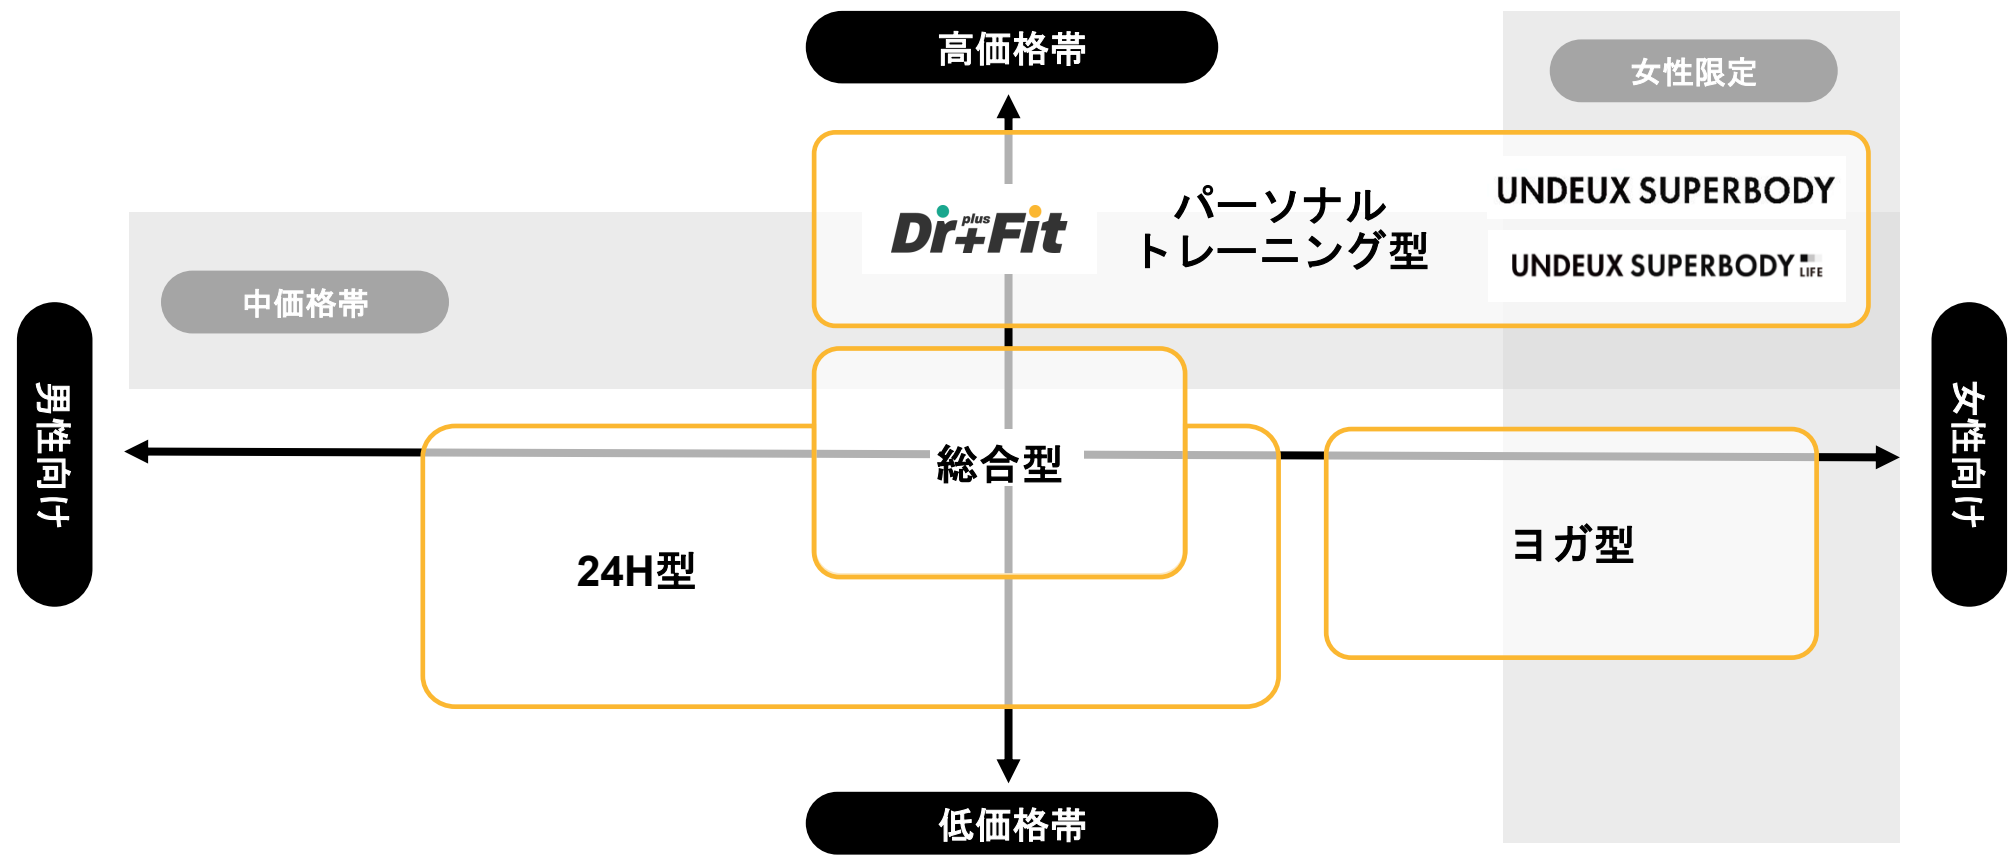 高価格帯
女性限定
Dr plus Fit
パーソナル
トレーニング型
UNDEUX SUPERBODY
UNDEUX SUPERBODY LIFE
中価格帯
男性向け
女性向け
総合型
24H型
ヨガ型
低価格帯